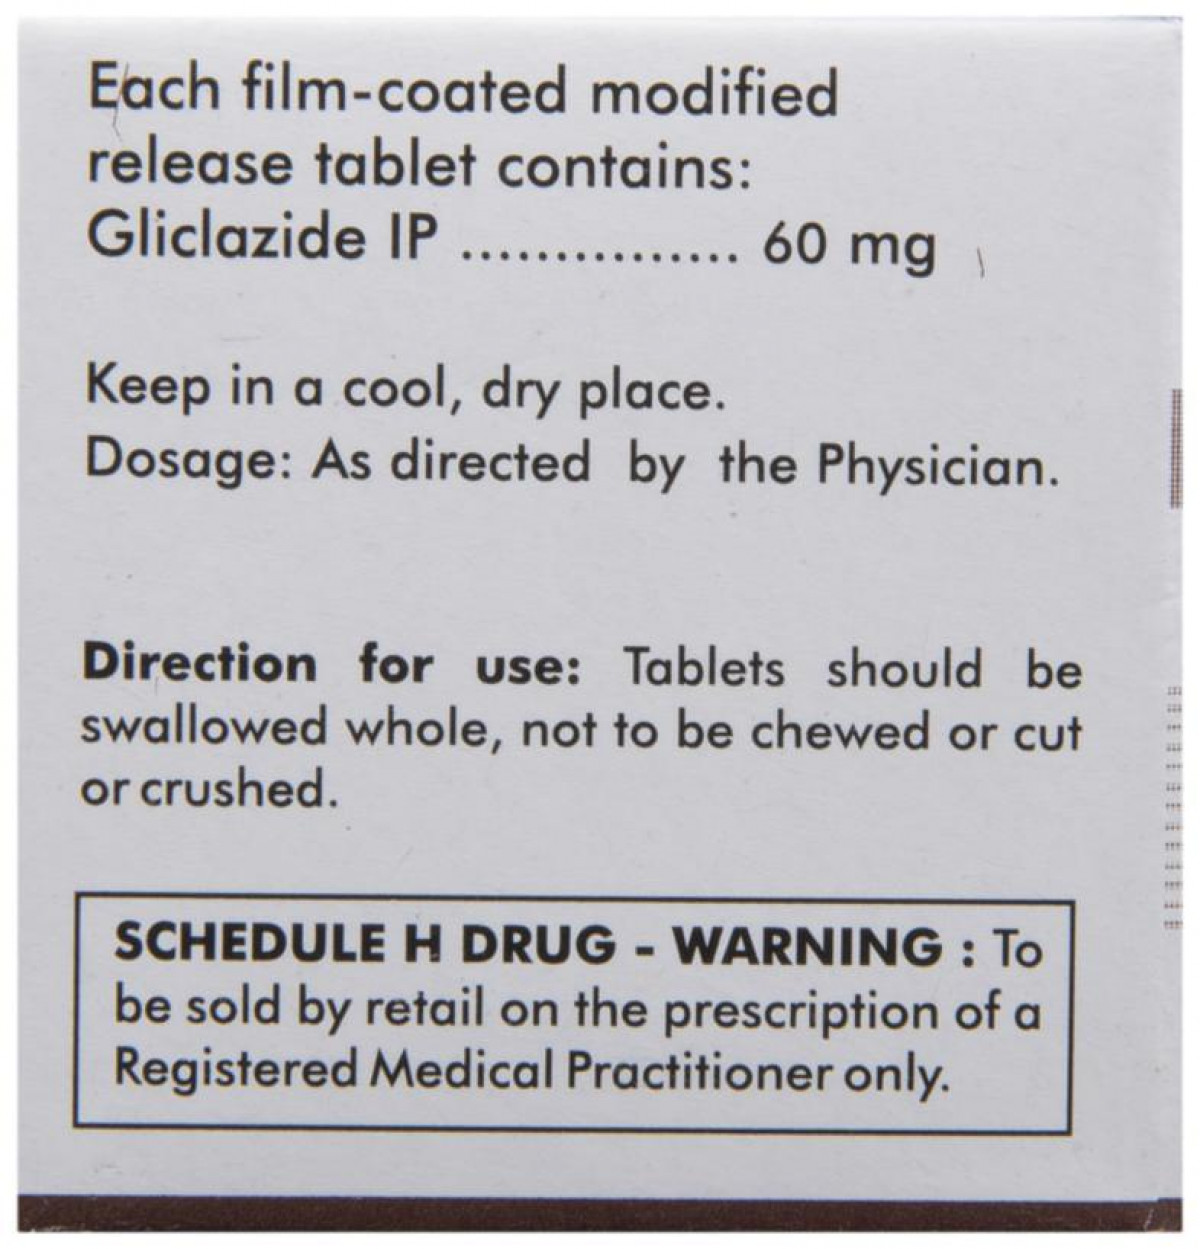 Each film-coated modified
release tablet contains:
Gliclazide IP ............... 60 mg
Keep in a cool, dry place.
Dosage: As directed by the Physician.
Direction for use: Tablets should be
swallowed whole, not to be chewed or cut
or crushed.
SCHEDULE H DRUG - WARNING : To
be sold by retail on the prescription of a
Registered Medical Practitioner only.